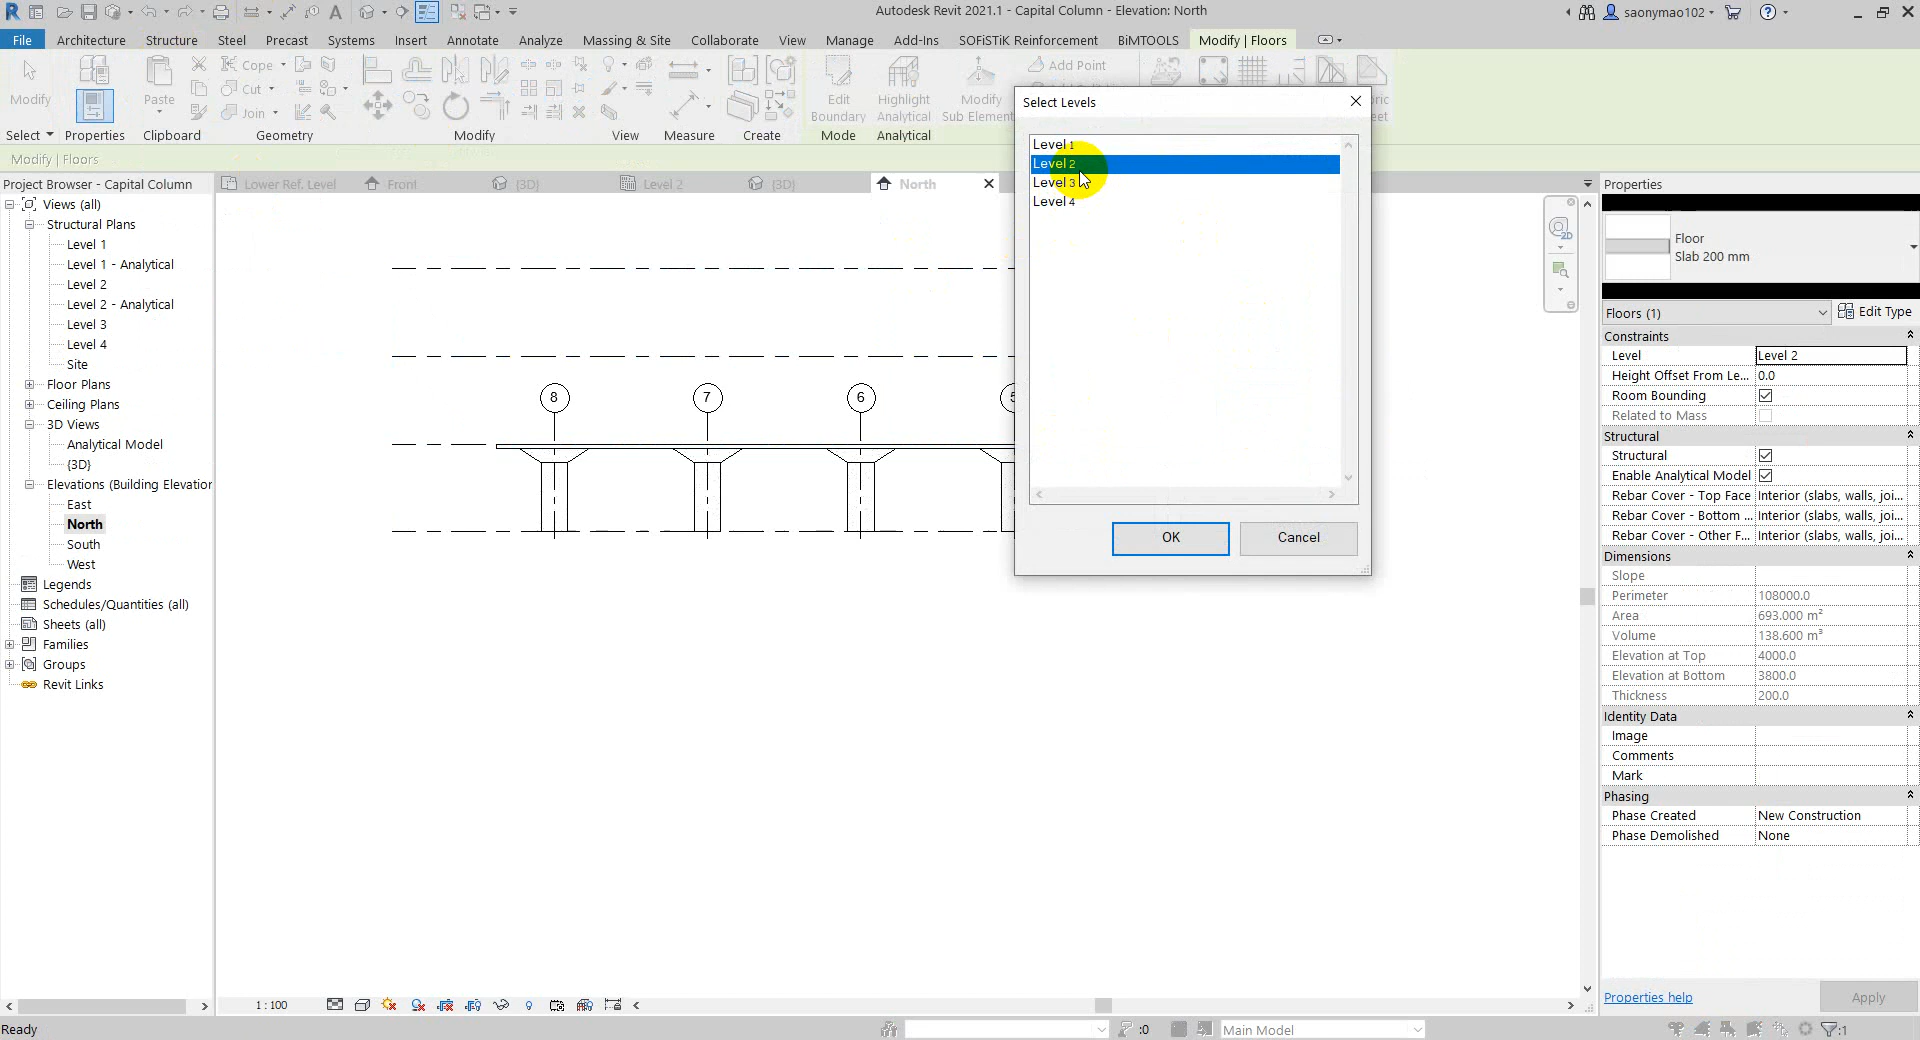 Autodesk Revit 2021.1 - Capital Column - Elevation: North
saonymao102
File Architecture Structure Steel Precast Systems Insert Annotate Analyze Massing & Site Collaborate View Manage Add-Ins SOFiSTiK Reinforcement BiMTOOLS Modify | Floors
Cope
Add Point
Cut
Modify
Paste
Join
Edit Boundary
Highlight Analytical
Modify Sub Element
Select Properties Clipboard Geometry Modify View Measure Create Mode Analytical
Modify | Floors
Project Browser - Capital Column
Lower Ref. Level
Front
{3D}
Level 2
{3D}
North
Views (all)
Structural Plans
Level 1
Level 1 - Analytical
Level 2
Level 2 - Analytical
Level 3
Level 4
Site
Floor Plans
Ceiling Plans
3D Views
Analytical Model
{3D}
Elevations (Building Elevation
East
North
South
West
Legends
Schedules/Quantities (all)
Sheets (all)
Families
Groups
Revit Links
8
7
6
Select Levels
Level 1
Level 2
Level 3
Level 4
OK
Cancel
2D
Properties
Floor
Slab 200 mm
Floors (1)
Edit Type
Constraints
Level Level 2
Height Offset From Le... 0.0
Room Bounding
Related to Mass
Structural
Structural
Enable Analytical Model
Rebar Cover - Top Face Interior (slabs, walls, joi...
Rebar Cover - Bottom ... Interior (slabs, walls, joi...
Rebar Cover - Other F... Interior (slabs, walls, joi...
Dimensions
Slope
Perimeter 108000.0
Area 693.000 m²
Volume 138.600 m³
Elevation at Top 4000.0
Elevation at Bottom 3800.0
Thickness 200.0
Identity Data
Image
Comments
Mark
Phasing
Phase Created New Construction
Phase Demolished None
Properties help
Apply
1 : 100
Ready
:0
Main Model
:1